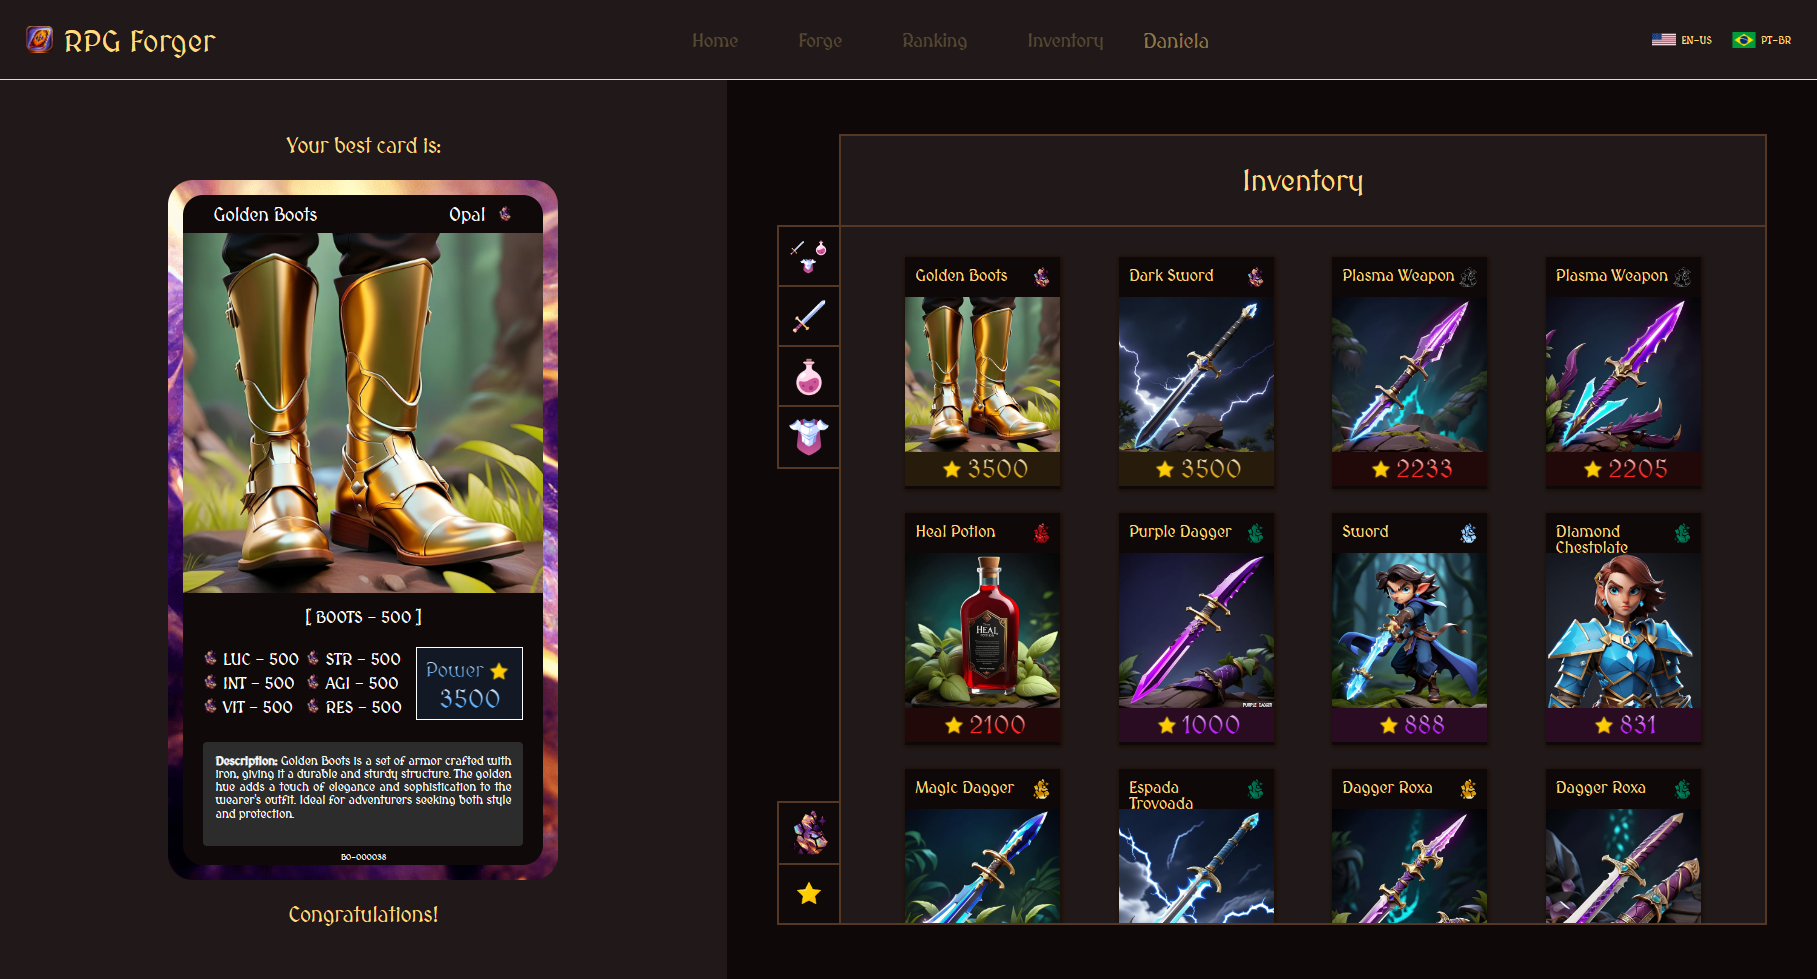 RPG Forger
Home
Forge
Ranking
Inventory
Daniela
EN-US
PT-BR
Your best card is:
Golden Boots
Opal
[ BOOTS - 500 ]
LUC - 500
STR - 500
INT - 500
AGI - 500
VIT - 500
RES - 500
Power
3500
Description: Golden Boots is a set of armor crafted with
iron, giving it a durable and sturdy structure. The golden
hue adds a touch of elegance and sophistication to the
wearer's outfit. Ideal for adventurers seeking both style
and protection.
BO-000038
Congratulations!
Inventory
Golden Boots
3500
Dark Sword
3500
Plasma Weapon
2233
Plasma Weapon
2205
Heal Potion
HEAL
2100
Purple Dagger
PURPLE DAGGER
1000
Sword
888
Diamond
Chestplate
831
Magic Dagger
Espada
Trovoada
Dagger Roxa
Dagger Roxa